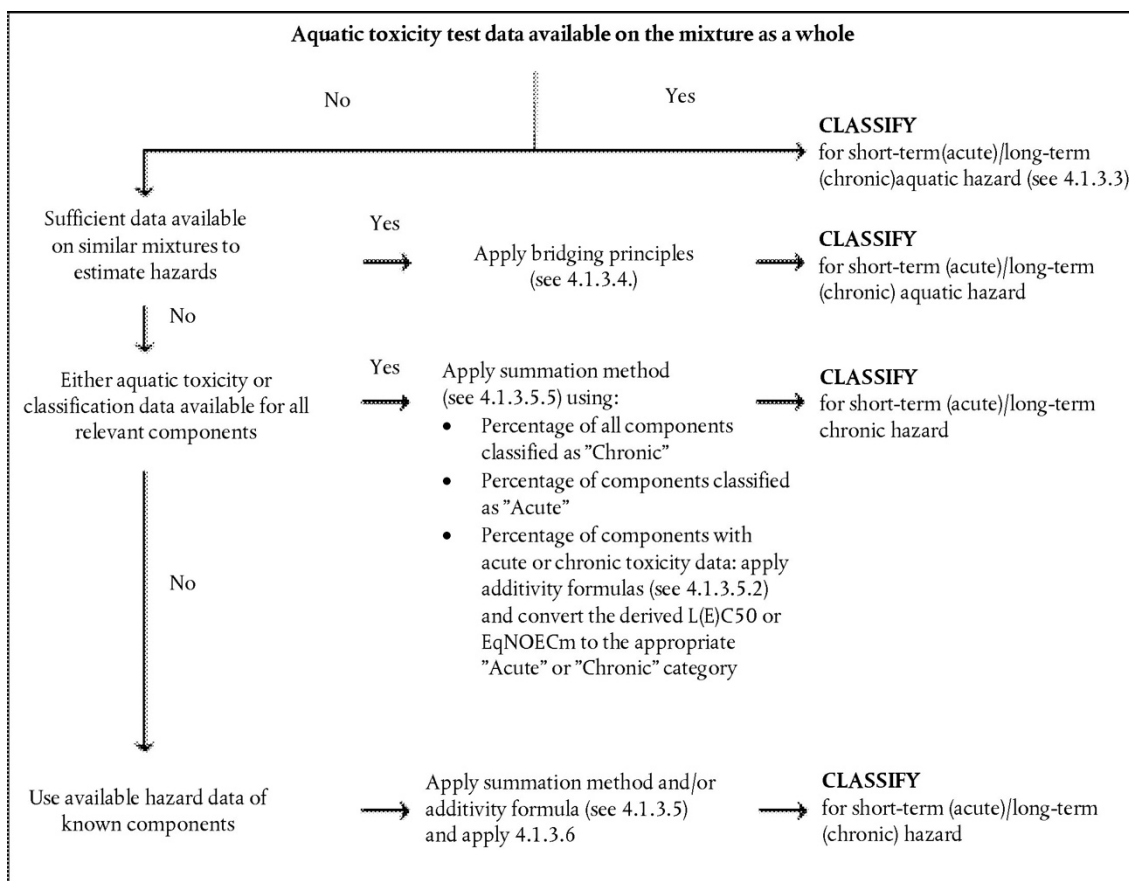 Aquatic toxicity test data available on the mixture as a whole
No
Yes
CLASSIFY
for short-term(acute)/long-term
(chronic)aquatic hazard (see 4.1.3.3)
Sufficient data available
on similar mixtures to
estimate hazards
Yes
Apply bridging principles
(see 4.1.3.4.)
CLASSIFY
for short-term (acute)/long-term
(chronic) aquatic hazard
No
Either aquatic toxicity or
classification data available for all
relevant components
Yes
Apply summation method
(see 4.1.3.5.5) using:
• Percentage of all components
classified as ”Chronic”
• Percentage of components classified
as ”Acute”
• Percentage of components with
acute or chronic toxicity data: apply
additivity formulas (see 4.1.3.5.2)
and convert the derived L(E)C50 or
EqNOECm to the appropriate
”Acute” or ”Chronic” category
CLASSIFY
for short-term (acute)/long-term
chronic hazard
No
Use available hazard data of
known components
Apply summation method and/or
additivity formula (see 4.1.3.5)
and apply 4.1.3.6
CLASSIFY
for short-term (acute)/long-term
(chronic) hazard